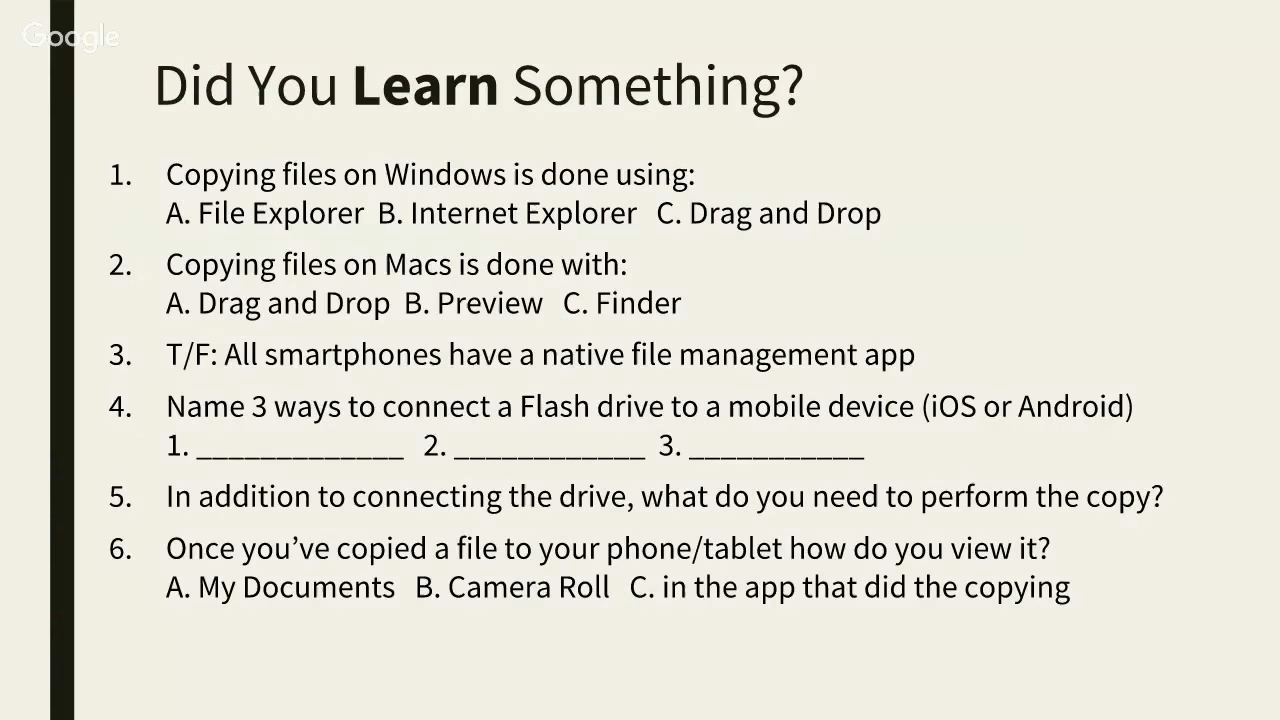 Google
Did You Learn Something?
1. Copying files on Windows is done using:
A. File Explorer B. Internet Explorer C. Drag and Drop
2. Copying files on Macs is done with:
A. Drag and Drop B. Preview C. Finder
3. T/F: All smartphones have a native file management app
4. Name 3 ways to connect a Flash drive to a mobile device (iOS or Android)
1. _____________ 2. ____________ 3. ___________
5. In addition to connecting the drive, what do you need to perform the copy?
6. Once you’ve copied a file to your phone/tablet how do you view it?
A. My Documents B. Camera Roll C. in the app that did the copying